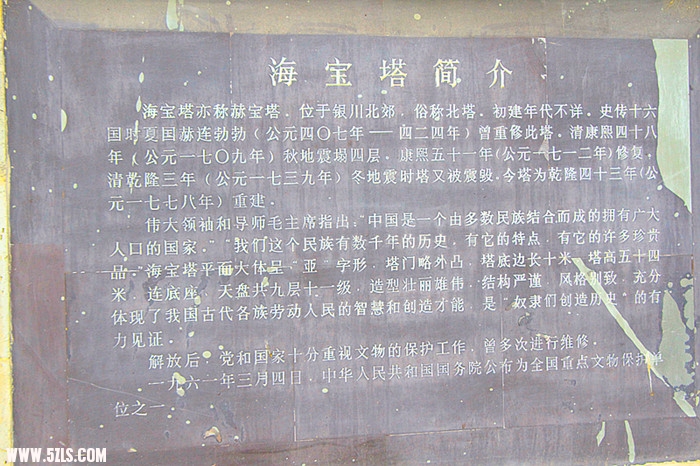 海宝塔简介
海宝塔亦称赫宝塔，位于银川北郊，俗称北塔。初建年代不详。史传十六
国时夏国赫连勃勃（公元四〇七年——四二四年）曾重修此塔。清康熙四十八
年（公元一七〇九年）秋地震塌四层。康熙五十一年(公元一七一二年)修复，
清乾隆三年（公元一七三九年）冬地震时塔又被震毁。今塔为乾隆四十三年(公
元一七七八年）重建。
伟大领袖和导师毛主席指出："中国是一个由多数民族结合而成的拥有广大
人口的国家。""我们这个民族有数千年的历史，有它的特点，有它的许多珍贵
品。"海宝塔平面大体呈"亚"字形，塔门略外凸，塔底边长十米，塔高五十四
米，连底座、天盘共九层十一级，造型壮丽雄伟，结构严谨，风格别致，充分
体现了我国古代各族劳动人民的智慧和创造才能，是"奴隶们创造历史"的有
力见证。
解放后，党和国家十分重视文物的保护工作，曾多次进行维修。
一九六一年三月四日，中华人民共和国国务院公布为全国重点文物保护单
位之一
WWW.5ZLS.COM